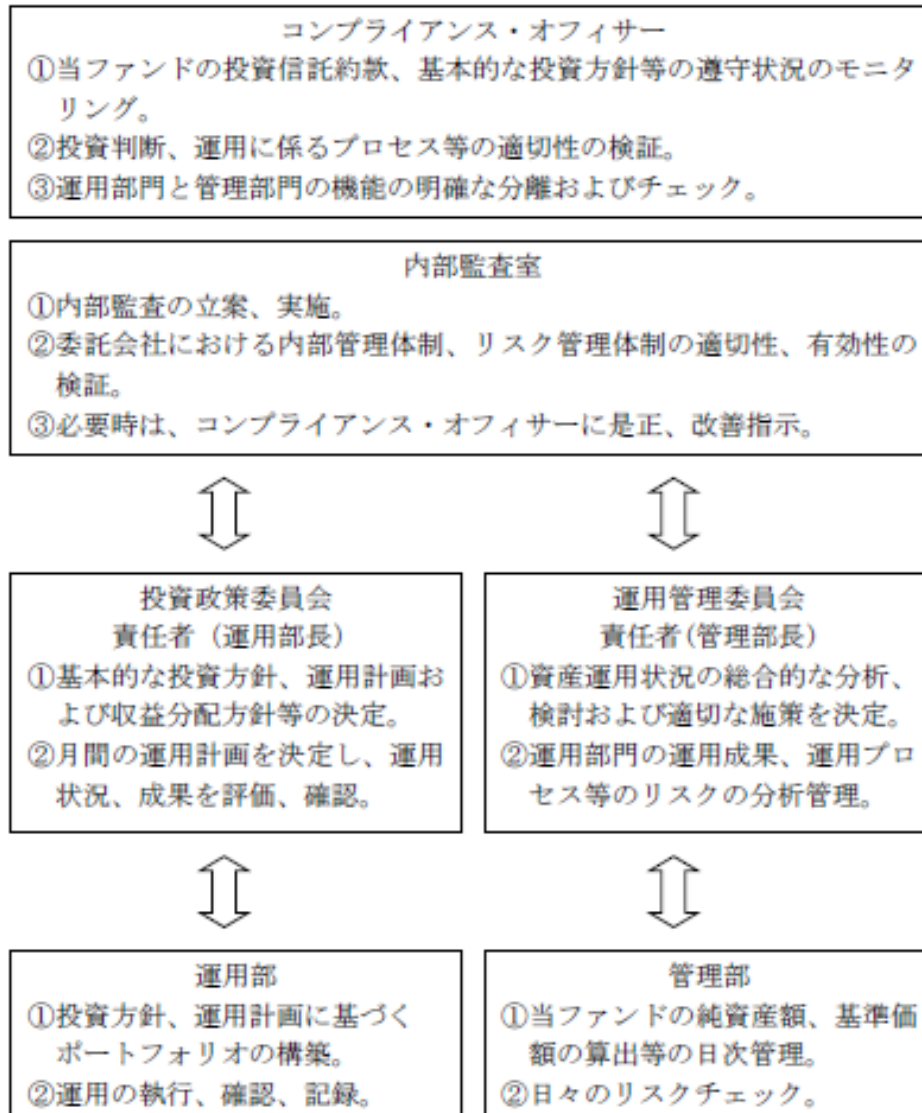 コンプライアンス・オフィサー
①当ファンドの投資信託約款、基本的な投資方針等の遵守状況のモニタ
リング。
②投資判断、運用に係るプロセス等の適切性の検証。
③運用部門と管理部門の機能の明確な分離およびチェック。
内部監査室
①内部監査の立案、実施。
②委託会社における内部管理体制、リスク管理体制の適切性、有効性の
検証。
③必要時は、コンプライアンス・オフィサーに是正、改善指示。
投資政策委員会
責任者（運用部長）
①基本的な投資方針、運用計画お
よび収益分配方針等の決定。
②月間の運用計画を決定し、運用
状況、成果を評価、確認。
運用管理委員会
責任者(管理部長)
①資産運用状況の総合的な分析、
検討および適切な施策を決定。
②運用部門の運用成果、運用プロ
セス等のリスクの分析管理。
運用部
①投資方針、運用計画に基づく
ポートフォリオの構築。
②運用の執行、確認、記録。
管理部
①当ファンドの純資産額、基準価
額の算出等の日次管理。
②日々のリスクチェック。